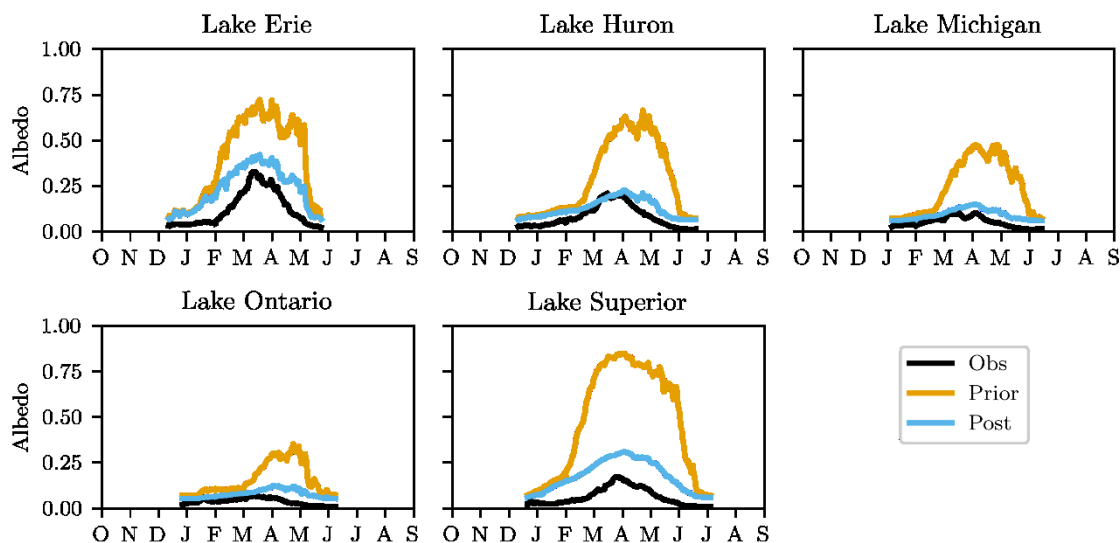 Lake Erie
Lake Huron
Lake Michigan
1.00
0.75
0.50
0.25
0.00
Albedo
O N D J F M A M J J A S
O N D J F M A M J J A S
O N D J F M A M J J A S
Lake Ontario
Lake Superior
1.00
0.75
0.50
0.25
0.00
Albedo
O N D J F M A M J J A S
O N D J F M A M J J A S
Obs
Prior
Post